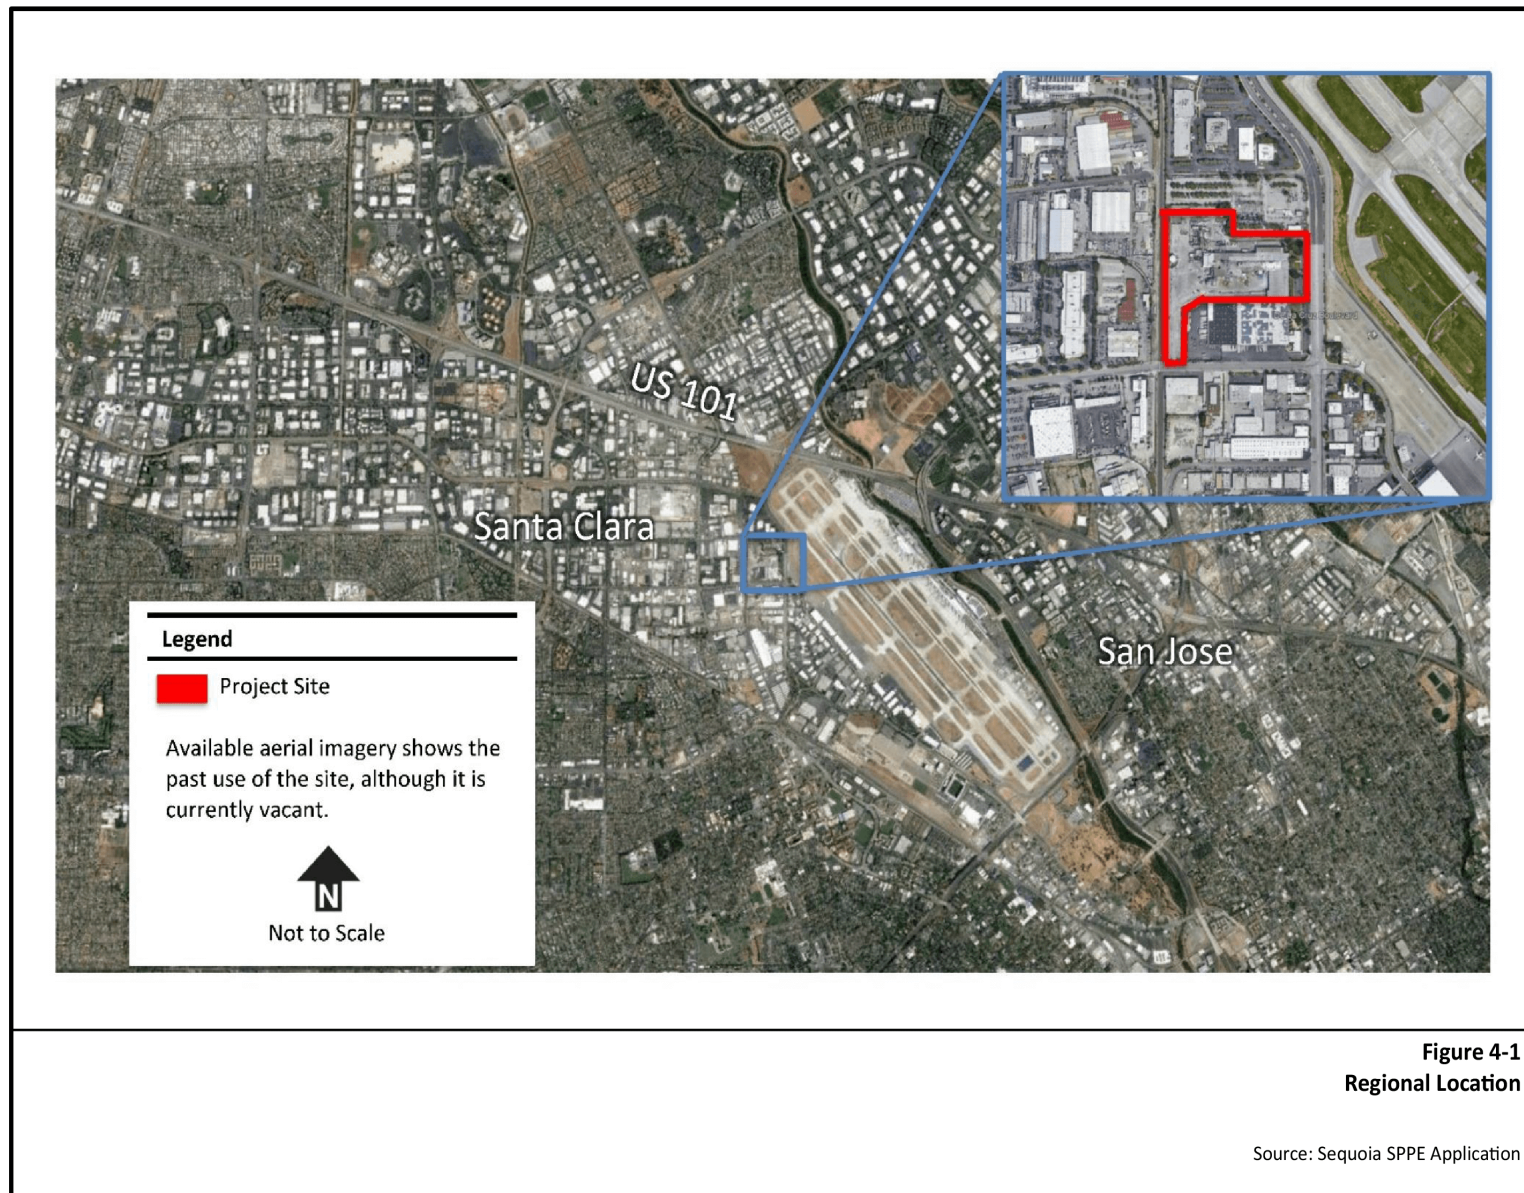 US 101
Santa Clara
San Jose
Legend
Project Site
Available aerial imagery shows the
past use of the site, although it is
currently vacant.
N
Not to Scale
Figure 4-1
Regional Location
Source: Sequoia SPPE Application